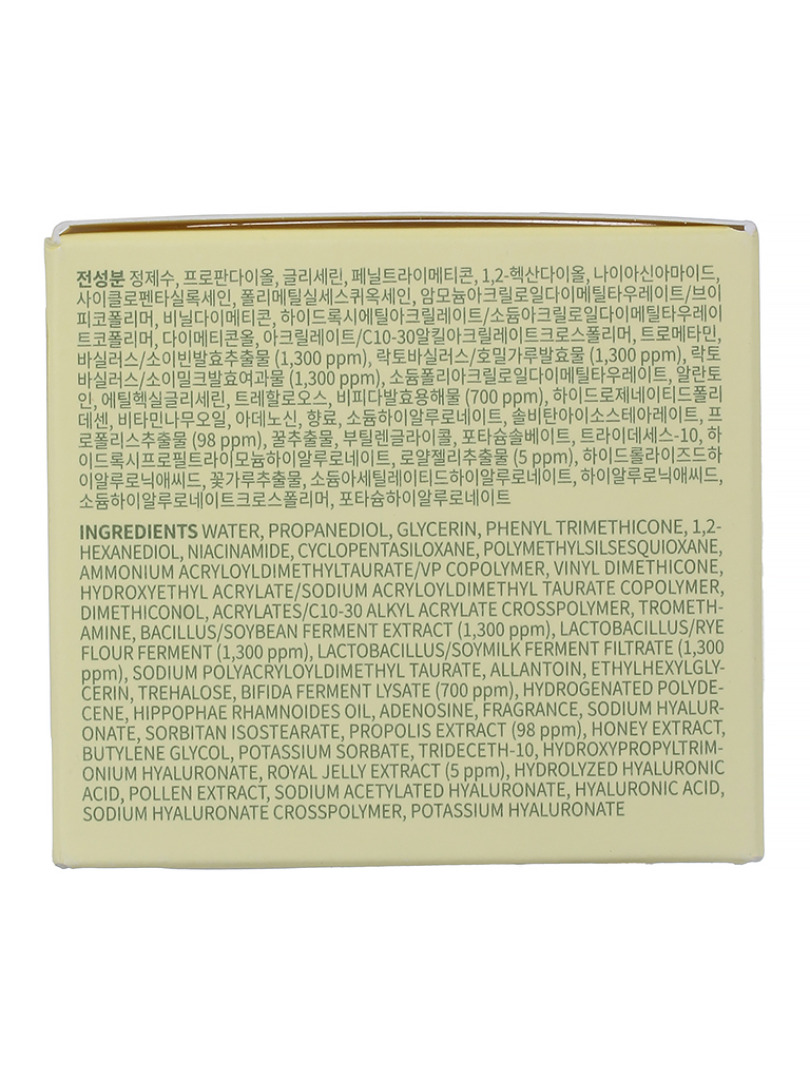 전성분 정제수, 프로판다이올, 글리세린, 페닐트라이메티콘, 1,2-헥산다이올, 나이아신아마이드,
사이클로펜타실록세인, 폴리메틸실세스퀴옥세인, 암모늄아크릴로일다이메틸타우레이트/브이
피코폴리머, 비닐다이메티콘, 하이드록시에틸아크릴레이트/소듐아크릴로일다이메틸타우레이
트코폴리머, 다이메티콘올, 아크릴레이트/C10-30알킬아크릴레이트크로스폴리머, 트로메타민,
바실러스/소이빈발효추출물 (1,300 ppm), 락토바실러스/호밀가루발효물 (1,300 ppm), 락토
바실러스/소이밀크발효여과물 (1,300 ppm), 소듐폴리아크릴로일다이메틸타우레이트, 알란토
인, 에틸헥실글리세린, 트레할로오스, 비피다발효용해물 (700 ppm), 하이드로제네이티드폴리
데센, 비타민나무오일, 아데노신, 향료, 소듐하이알루로네이트, 솔비탄아이소스테아레이트, 프
로폴리스추출물 (98 ppm), 꿀추출물, 부틸렌글라이콜, 포타슘솔베이트, 트라이데세스-10, 하
이드록시프로필트라이모늄하이알루로네이트, 로얄젤리추출물 (5 ppm), 하이드롤라이즈드하
이알루로닉애씨드, 꽃가루추출물, 소듐아세틸레이티드하이알루로네이트, 하이알루로닉애씨드,
소듐하이알루로네이트크로스폴리머, 포타슘하이알루로네이트
INGREDIENTS WATER, PROPANEDIOL, GLYCERIN, PHENYL TRIMETHICONE, 1,2-
HEXANEDIOL, NIACINAMIDE, CYCLOPENTASILOXANE, POLYMETHYLSILSESQUIOXANE,
AMMONIUM ACRYLOYLDIMETHYLTAURATE/VP COPOLYMER, VINYL DIMETHICONE,
HYDROXYETHYL ACRYLATE/SODIUM ACRYLOYLDIMETHYL TAURATE COPOLYMER,
DIMETHICONOL, ACRYLATES/C10-30 ALKYL ACRYLATE CROSSPOLYMER, TROMETH-
AMINE, BACILLUS/SOYBEAN FERMENT EXTRACT (1,300 ppm), LACTOBACILLUS/RYE
FLOUR FERMENT (1,300 ppm), LACTOBACILLUS/SOYMILK FERMENT FILTRATE (1,300
ppm), SODIUM POLYACRYLOYLDIMETHYL TAURATE, ALLANTOIN, ETHYLHEXYLGLY-
CERIN, TREHALOSE, BIFIDA FERMENT LYSATE (700 ppm), HYDROGENATED POLYDE-
CENE, HIPPOPHAE RHAMNOIDES OIL, ADENOSINE, FRAGRANCE, SODIUM HYALUR-
ONATE, SORBITAN ISOSTEARATE, PROPOLIS EXTRACT (98 ppm), HONEY EXTRACT,
BUTYLENE GLYCOL, POTASSIUM SORBATE, TRIDECETH-10, HYDROXYPROPYLTRIM-
ONIUM HYALURONATE, ROYAL JELLY EXTRACT (5 ppm), HYDROLYZED HYALURONIC
ACID, POLLEN EXTRACT, SODIUM ACETYLATED HYALURONATE, HYALURONIC ACID,
SODIUM HYALURONATE CROSSPOLYMER, POTASSIUM HYALURONATE